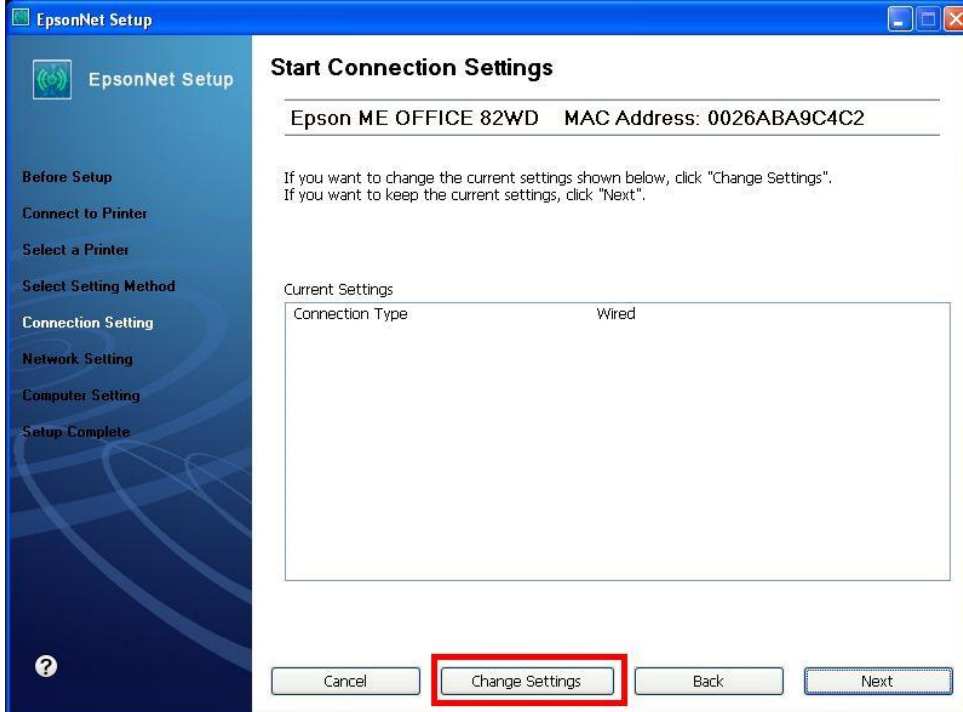 EpsonNet Setup
EpsonNet Setup
Before Setup
Connect to Printer
Select a Printer
Select Setting Method
Connection Setting
Network Setting
Computer Setting
Setup Complete
?
Start Connection Settings
Epson ME OFFICE 82WD MAC Address: 0026ABA9C4C2
If you want to change the current settings shown below, click "Change Settings".
If you want to keep the current settings, click "Next".
Current Settings
Connection Type Wired
Cancel Change Settings Back Next